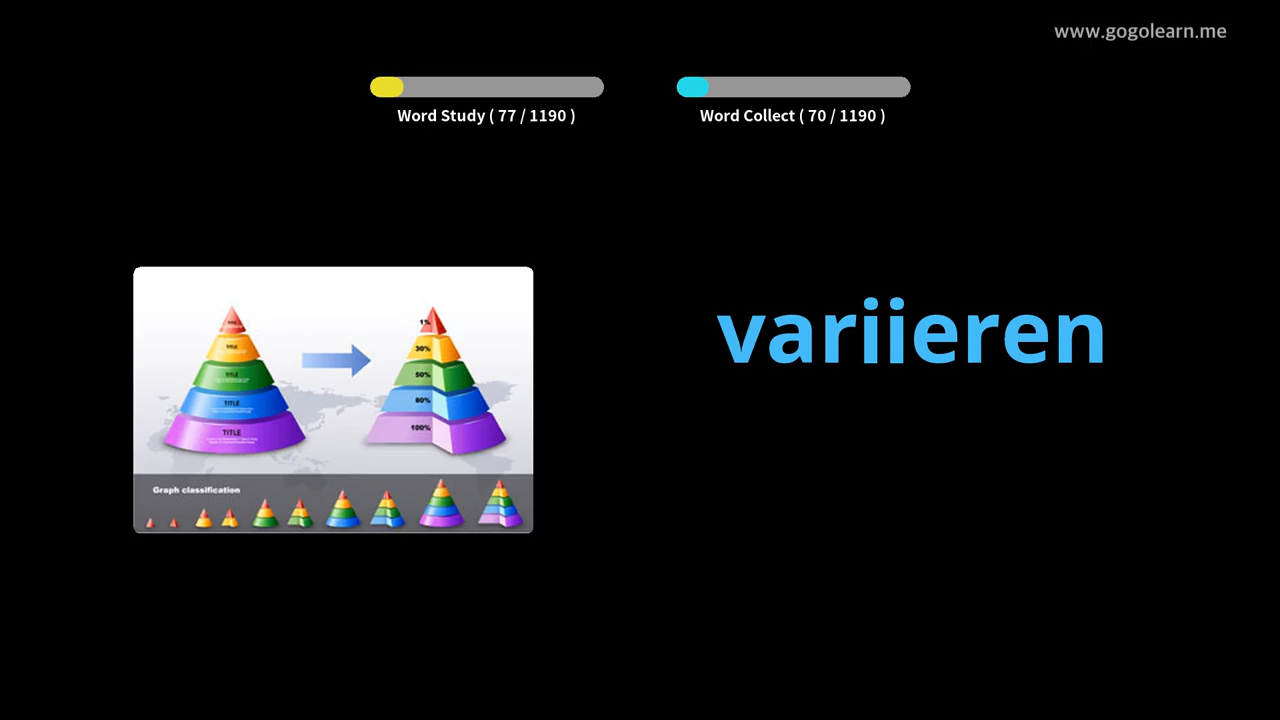 www.gogolearn.me
Word Study ( 77 / 1190 )
Word Collect ( 70 / 1190 )
variieren
TITLE
TITLE
TITLE
TITLE
1%
30%
50%
80%
100%
Graph classification